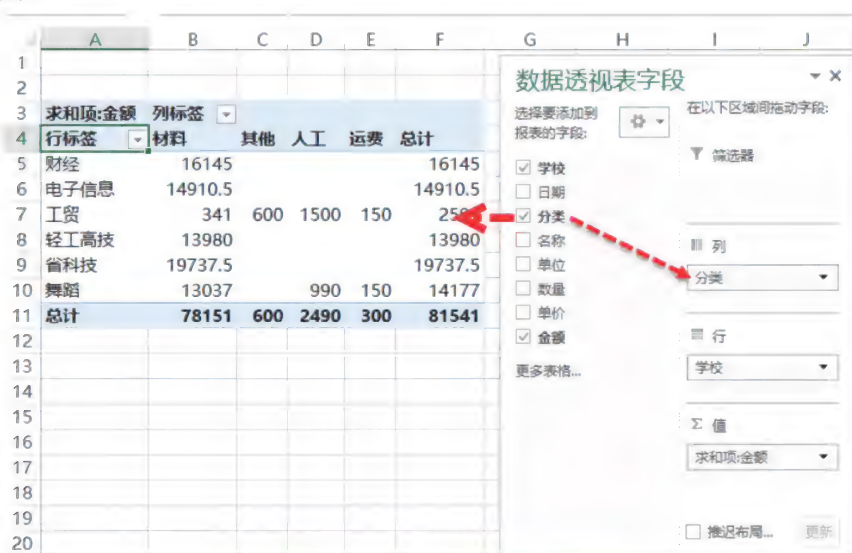 A B C D E F G H I J
1
2
3 求和项:金额 列标签
4 行标签 材料 其他 人工 运费 总计
5 财经 16145 16145
6 电子信息 14910.5 14910.5
7 工贸 341 600 1500 150
8 轻工高技 13980 13980
9 省科技 19737.5 19737.5
10 舞蹈 13037 990 150 14177
11 总计 78151 600 2490 300 81541
12
13
14
15
16
17
18
19
20
数据透视表字段
选择要添加到
报表的字段:
学校
日期
分类
名称
单位
数量
单价
金额
更多表格...
在以下区域间拖动字段:
筛选器
列
分类
行
学校
Σ 值
求和项:金额
推迟布局...
更新